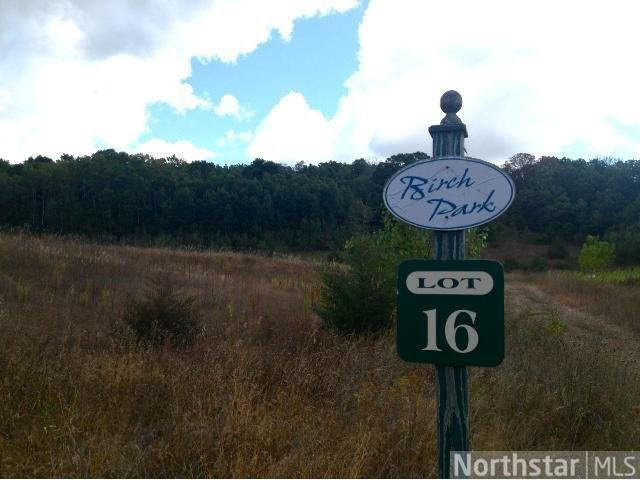 Birch
Park
LOT
16
Northstar MLS